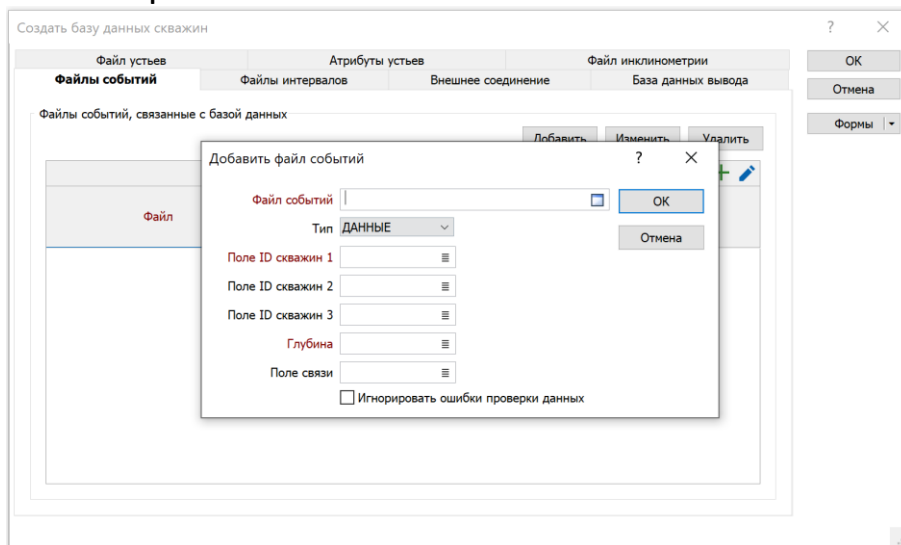 Создать базу данных скважин
?
Файл устьев Атрибуты устьев Файл инклинометрии
Файлы событий Файлы интервалов Внешнее соединение База данных вывода
ОК
Отмена
Формы
Файлы событий, связанные с базой данных
Добавить Изменить Удалить
Файл
Добавить файл событий
?
Файл событий
ОК
Тип ДАННЫЕ
Отмена
Поле ID скважин 1
Поле ID скважин 2
Поле ID скважин 3
Глубина
Поле связи
Игнорировать ошибки проверки данных